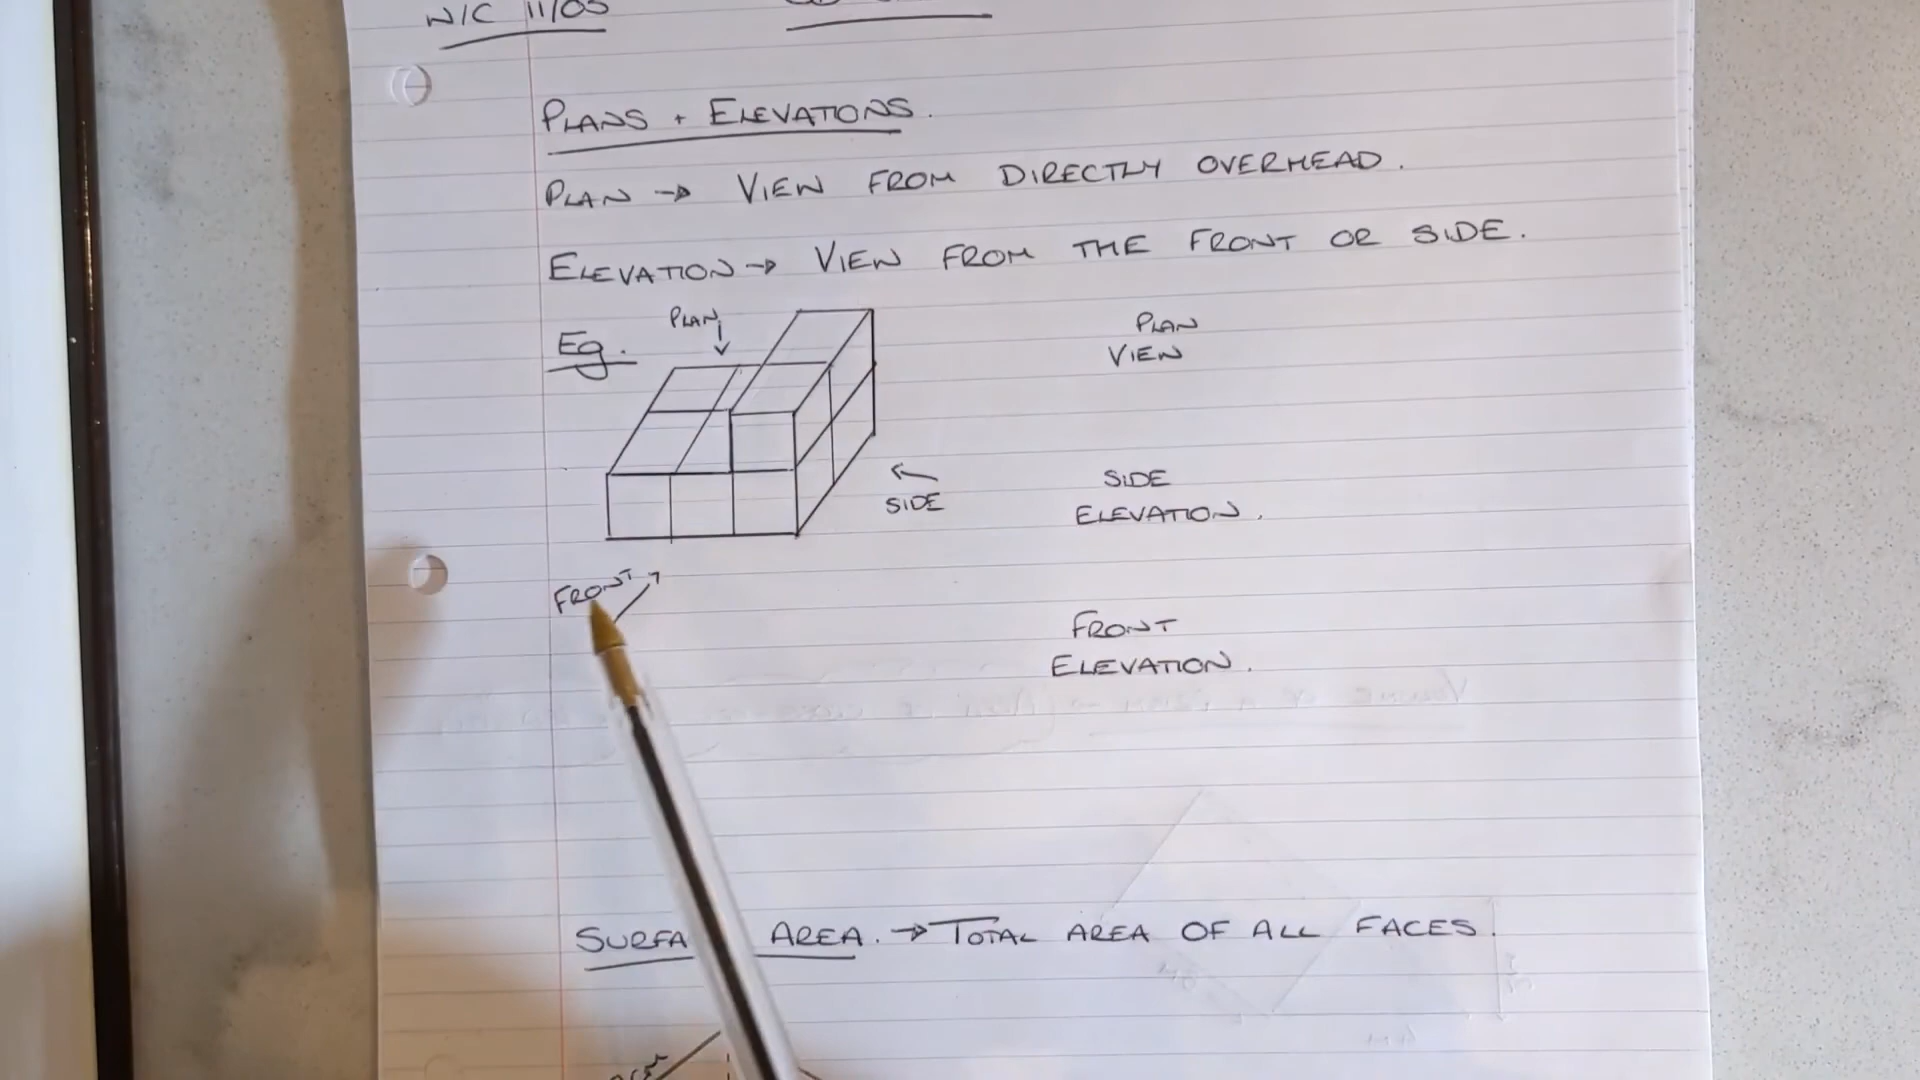 W/C 11/05
PLANS + ELEVATIONS.
PLAN → VIEW FROM DIRECTLY OVERHEAD.
ELEVATION → VIEW FROM THE FRONT OR SIDE.
Eg.
PLAN
PLAN
VIEW
SIDE
SIDE
ELEVATION.
FRONT
FRONT
ELEVATION.
AREA. → TOTAL AREA OF ALL FACES.